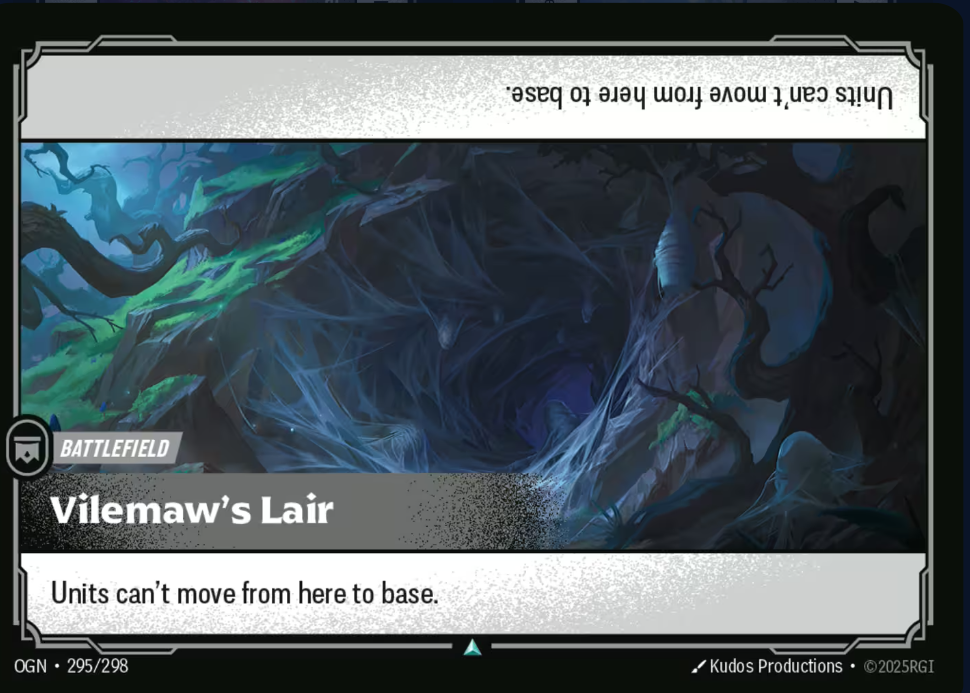 Units can't move from here to base.
BATTLEFIELD
Vilemaw's Lair
Units can't move from here to base.
OGN • 295/298
Kudos Productions • ©2025RGI